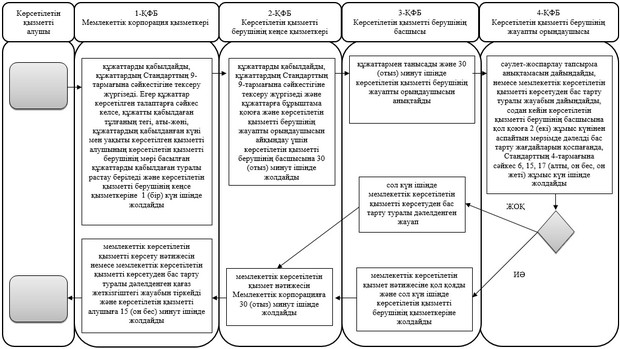 Көрсетілетін
қызметті
алушы
1-ҚФБ
Мемлекеттік корпорация қызметкері
2-ҚФБ
Көрсетілетін қызметті
берушінің кеңсе қызметкері
3-ҚФБ
Көрсетілетін қызметті берушінің
басшысы
4-ҚФБ
Көрсетілетін қызметті берушінің
жауапты орындаушысы
құжаттарды қабылдайды,
құжаттардың Стандарттың 9-
тармағына сәйкестігіне тексеру
жүргізеді. Егер құжаттар
көрсетілген талаптарға сәйкес
келсе, құжатты қабылдаған
тұлғаның тегі, аты-жөні,
құжаттардың қабылданған күні
мен уақыты көрсетілген қызметті
алушының көрсетілетін қызметті
берушінің мөрі басылған
құжаттарды қабылдаған туралы
растау беріледі және көрсетілетін
қызметті берушінің кеңсе
қызметкеріне 1 (бір) күн ішінде
жолдайды
құжаттарды қабылдайды,
құжаттардың Стандарттың
9-тармағына сәйкестігіне
тексеру жүргізеді және
құжаттарға бұрыштама
қоюға және көрсетілетін
қызметті берушінің
жауапты орындаушысын
айқындау үшін
көрсетілетін қызметті
берушінің басшысына 30
(отыз) минут ішінде
жолдайды
құжаттармен танысады және 30
(отыз) минут ішінде
көрсетілетін қызметті берушінің
жауапты орындаушысын
анықтайды
сәулет-жоспарлау тапсырма
анықтамасын дайындайды,
немесе мемлекеттік көрсетілетін
қызметті көрсетуден бас тарту
туралы жауабын дайындайды,
содан кейін көрсетілетін
қызметті берушінің басшысына
қол қоюға 2 (екі) жұмыс күнінен
аспайтын мерзімде дәлелді бас
тарту жағдайларын қоспағанда,
Стандарттың 4-тармағына
сәйкес 6, 15, 17 (алты, он бес, он
жеті) жұмыс күн ішінде
жолдайды
сол күн ішінде
мемлекеттік көрсетілетін
қызметті көрсетуден бас
тарту туралы дәлелденген
жауап
ЖОҚ
ИӘ
мемлекеттік көрсетілетін
қызметті көрсету нәтижесін
немесе мемлекеттік көрсетілетін
қызметті көрсетуден бас тарту
туралы дәлелденген қағаз
жеткізгіштегі жауабын тіркейді
және көрсетілетін қызметті
алушыға 15 (он бес) минут ішінде
жолдайды
мемлекеттік көрсетілетін
қызмет нәтижесін
Мемлекеттік корпорацияға
30 (отыз) минут ішінде
жолдайды
мемлекеттік көрсетілетін
қызмет нәтижесіне қол қояды
және сол күн ішінде
көрсетілетін қызметті
берушінің қызметкеріне
жолдайды